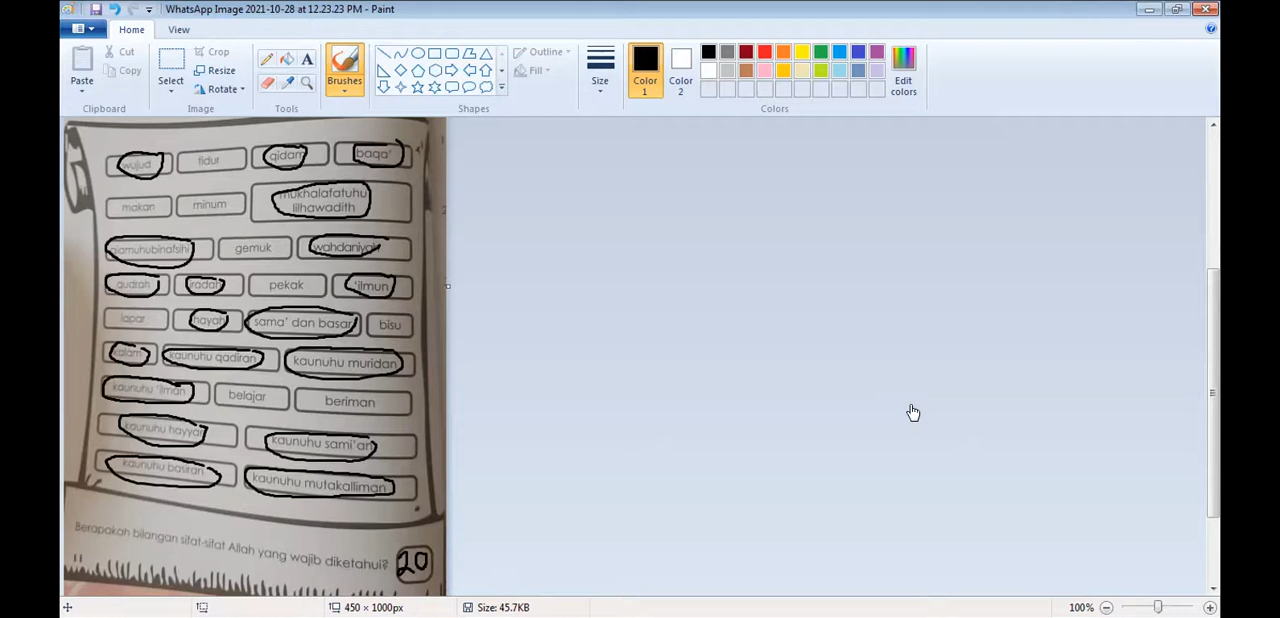 WhatsApp Image 2021-10-28 at 12.23.23 PM - Paint
Home View
Paste Cut Copy
Select Crop Resize Rotate
Brushes
Outline Fill
Size
Color 1 Color 2
Edit colors
Clipboard Image Tools Shapes Colors
wujud tidur qidam baqa'
makan minum mukhalafatuhu
lilhawadith
qiamuhubinafsihi gemuk wahdaniyah
qudrah iradah pekak 'ilmun
lapar hayah sama' dan basar bisu
kalam kaunuhu qadiran kaunuhu muridan
kaunuhu 'ilman belajar beriman
kaunuhu hayyan kaunuhu sami'an
kaunuhu basiran kaunuhu mutakalliman
Berapakah bilangan sifat-sifat Allah yang wajib diketahui? 20
450 × 1000px Size: 45.7KB 100%